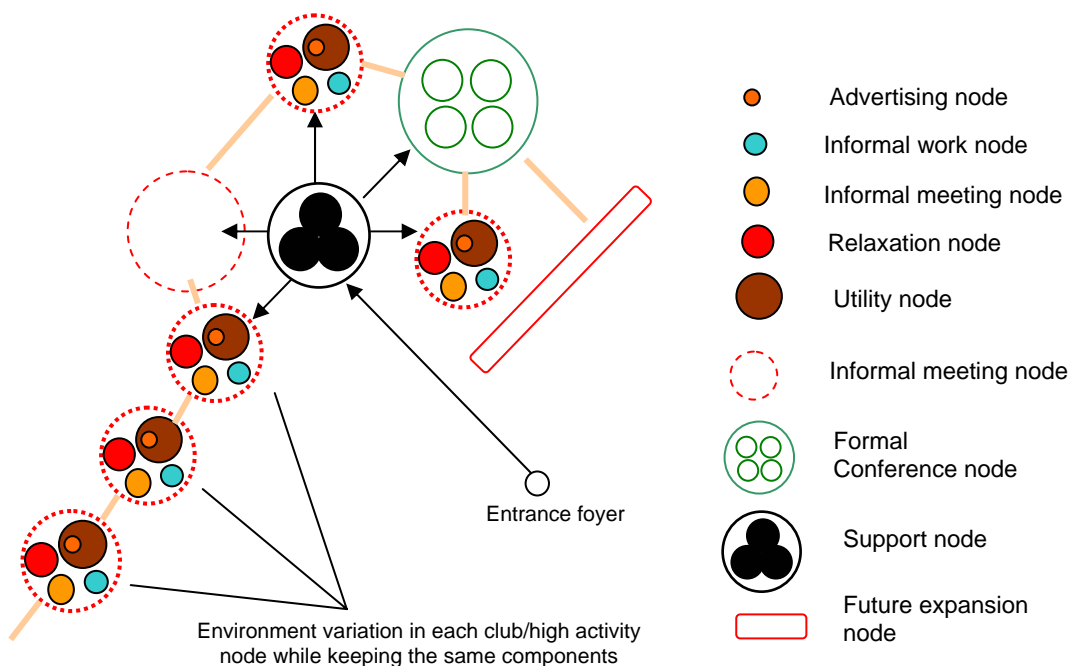 Advertising node
Informal work node
Informal meeting node
Relaxation node
Utility node
Informal meeting node
Formal
Conference node
Support node
Future expansion
node
Entrance foyer
Environment variation in each club/high activity
node while keeping the same components